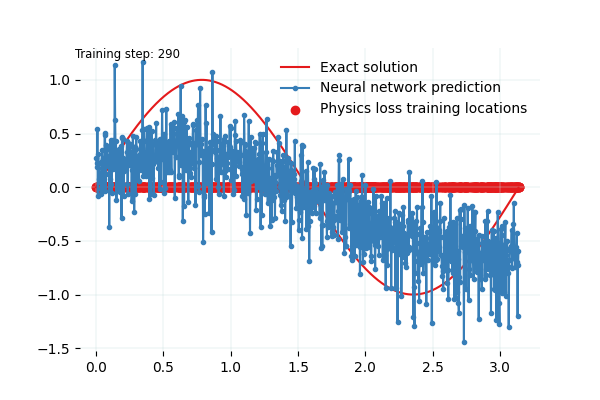 Training step: 290
Exact solution
Neural network prediction
Physics loss training locations
1.0
0.5
0.0
−0.5
−1.0
−1.5
0.0 0.5 1.0 1.5 2.0 2.5 3.0